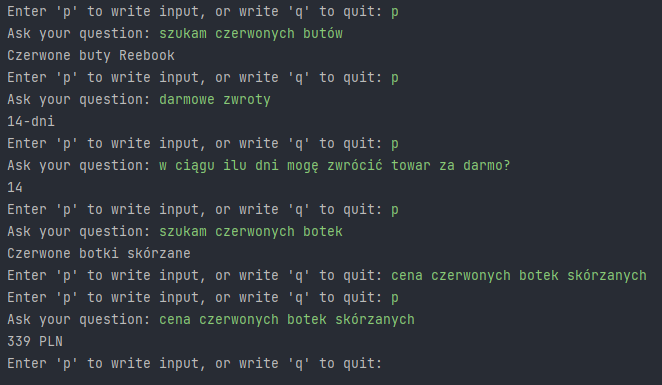 Enter 'p' to write input, or write 'q' to quit: p
Ask your question: szukam czerwonych butów
Czerwone buty Reebook
Enter 'p' to write input, or write 'q' to quit: p
Ask your question: darmowe zwroty
14-dni
Enter 'p' to write input, or write 'q' to quit: p
Ask your question: w ciągu ilu dni mogę zwrócić towar za darmo?
14
Enter 'p' to write input, or write 'q' to quit: p
Ask your question: szukam czerwonych botek
Czerwone botki skórzane
Enter 'p' to write input, or write 'q' to quit: cena czerwonych botek skórzanych
Enter 'p' to write input, or write 'q' to quit: p
Ask your question: cena czerwonych botek skórzanych
339 PLN
Enter 'p' to write input, or write 'q' to quit: